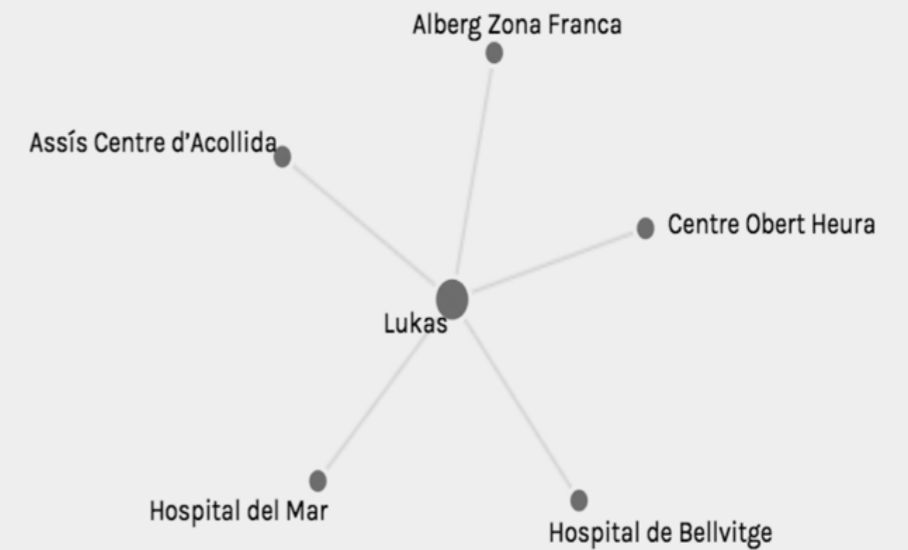 Alberg Zona Franca
Assís Centre d'Acollida
Centre Obert Heura
Lukas
Hospital del Mar
Hospital de Bellvitge